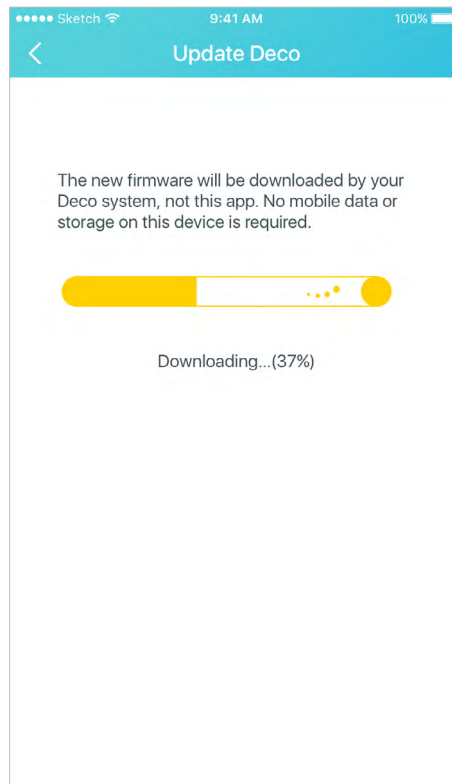 Sketch 9:41 AM 100%
Update Deco
The new firmware will be downloaded by your
Deco system, not this app. No mobile data or
storage on this device is required.
Downloading...(37%)